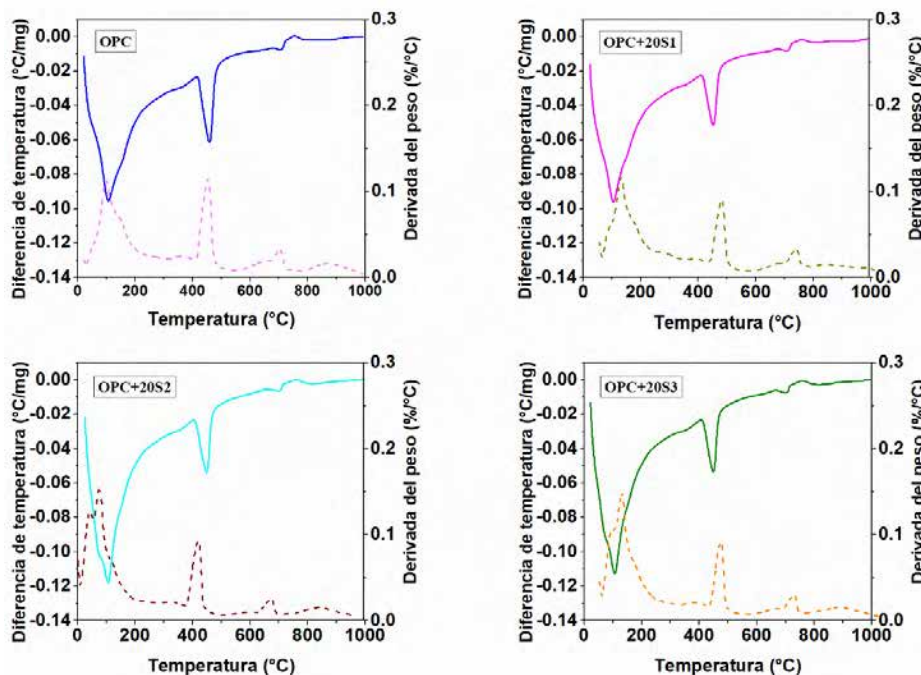 OPC
0.00
-0.02
-0.04
-0.06
-0.08
-0.10
-0.12
-0.14
Diferencia de temperatura (°C/mg)
0.3
0.2
0.1
0.0
Derivada del peso (%/°C)
0 200 400 600 800 1000
Temperatura (°C)
OPC+20S1
0.00
-0.02
-0.04
-0.06
-0.08
-0.10
-0.12
-0.14
Diferencia de temperatura (°C/mg)
0.3
0.2
0.1
0.0
Derivada del peso (%/°C)
0 200 400 600 800 1000
Temperatura (°C)
OPC+20S2
0.00
-0.02
-0.04
-0.06
-0.08
-0.10
-0.12
-0.14
Diferencia de temperatura (°C/mg)
0.3
0.2
0.1
0.0
Derivada del peso (%/°C)
0 200 400 600 800 1000
Temperatura (°C)
OPC+20S3
0.00
-0.02
-0.04
-0.06
-0.08
-0.10
-0.12
-0.14
Diferencia de temperatura (°C/mg)
0.3
0.2
0.1
0.0
Derivada del peso (%/°C)
0 200 400 600 800 1000
Temperatura (°C)